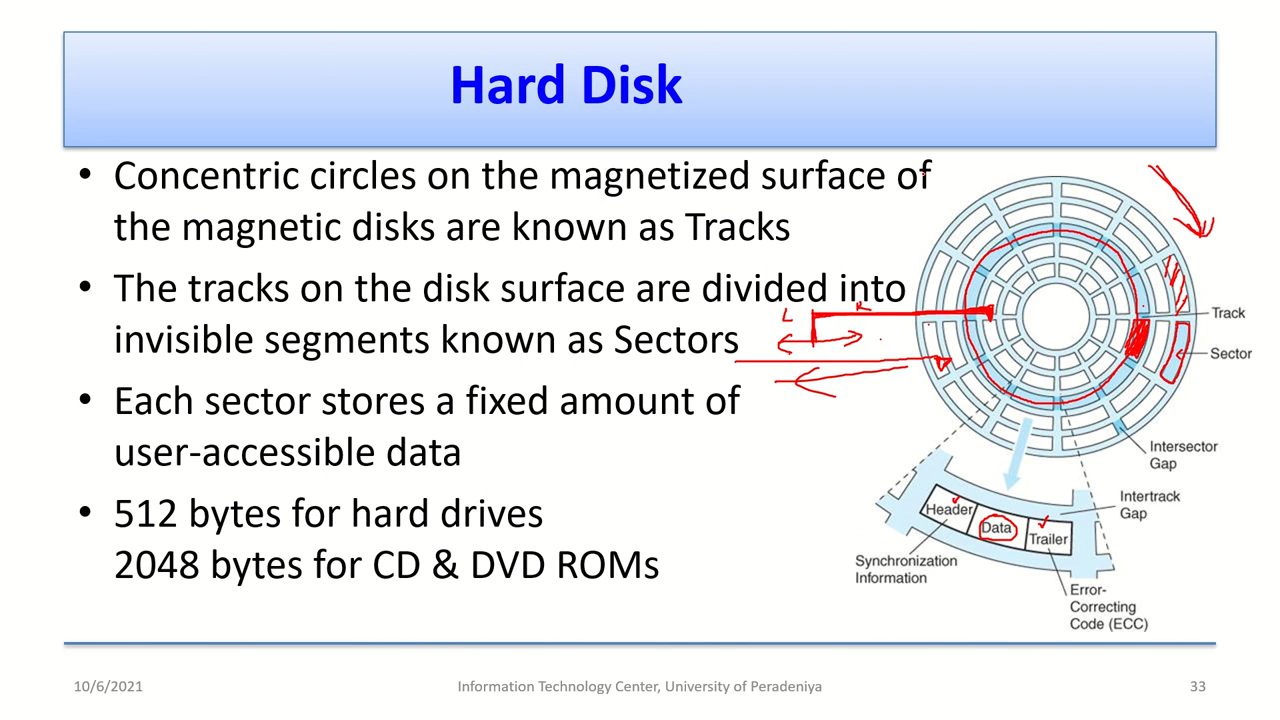 Hard Disk
• Concentric circles on the magnetized surface of
the magnetic disks are known as Tracks
• The tracks on the disk surface are divided into
invisible segments known as Sectors
• Each sector stores a fixed amount of
user-accessible data
• 512 bytes for hard drives
2048 bytes for CD & DVD ROMs
L
R
Track
Sector
Intersector
Gap
Intertrack
Gap
Header
Data
Trailer
Synchronization
Information
Error-
Correcting
Code (ECC)
10/6/2021
Information Technology Center, University of Peradeniya
33